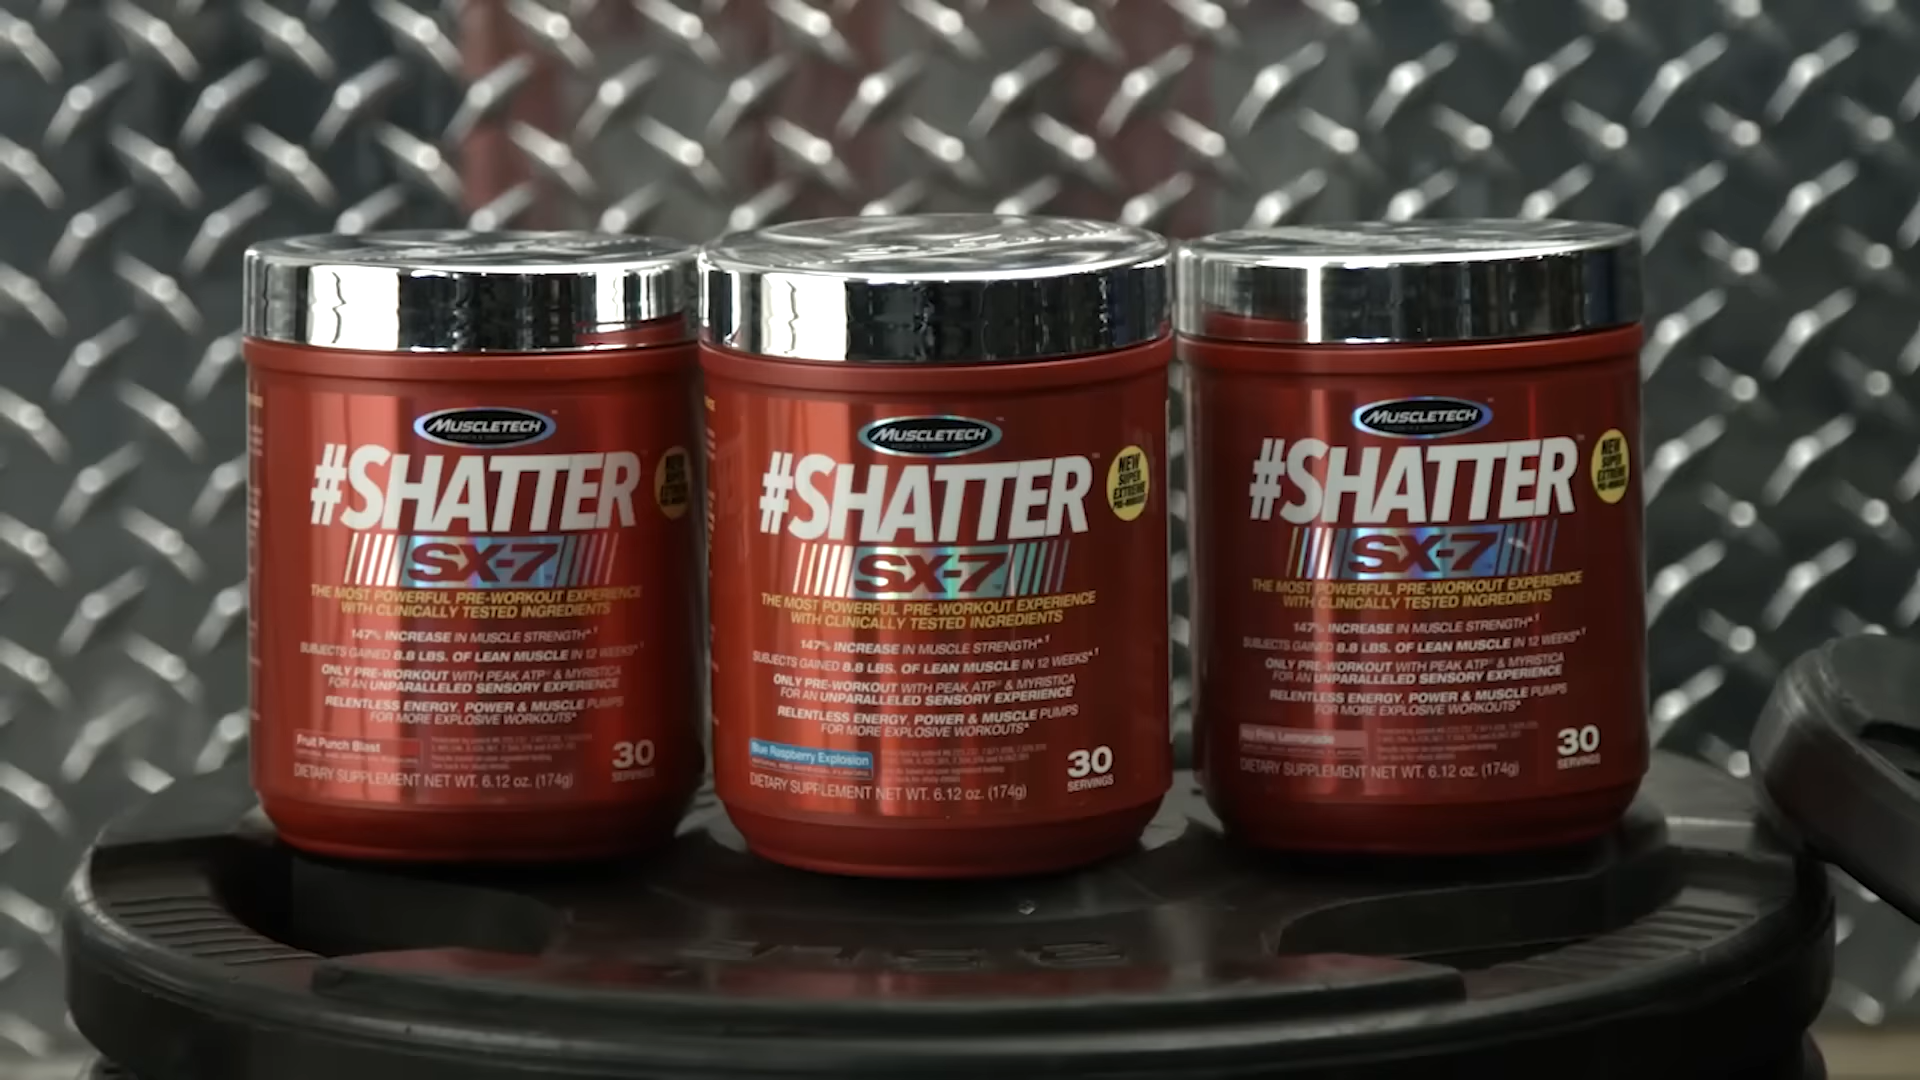 MUSCLETECH
#SHATTER
SX-7
NEW
SUPER
EXTREME
THE MOST POWERFUL PRE-WORKOUT EXPERIENCE
WITH CLINICALLY TESTED INGREDIENTS
147% INCREASE IN MUSCLE STRENGTH
SUBJECTS GAINED 8.8 LBS. OF LEAN MUSCLE IN 12 WEEKS
ONLY PRE-WORKOUT WITH PEAK ATP® & MYRISTICA
FOR AN UNPARALLELED SENSORY EXPERIENCE
RELENTLESS ENERGY, POWER & MUSCLE PUMPS
FOR MORE EXPLOSIVE WORKOUTS*
Fruit Punch Blast
30
SERVINGS
DIETARY SUPPLEMENT NET WT. 6.12 oz. (174g)
MUSCLETECH
#SHATTER™
SX-7
NEW
SUPER
EXTREME
PRE-WORKOUT
THE MOST POWERFUL PRE-WORKOUT EXPERIENCE
WITH CLINICALLY TESTED INGREDIENTS
147% INCREASE IN MUSCLE STRENGTH
SUBJECTS GAINED 8.8 LBS. OF LEAN MUSCLE IN 12 WEEKS
ONLY PRE-WORKOUT WITH PEAK ATP® & MYRISTICA
FOR AN UNPARALLELED SENSORY EXPERIENCE
RELENTLESS ENERGY, POWER & MUSCLE PUMPS
FOR MORE EXPLOSIVE WORKOUTS*
Blue Raspberry Explosion
30
SERVINGS
DIETARY SUPPLEMENT NET WT. 6.12 oz. (174g)
MUSCLETECH
#SHATTER
SX-7
NEW
SUPER
EXTREME
PRE-WORKOUT
THE MOST POWERFUL PRE-WORKOUT EXPERIENCE
WITH CLINICALLY TESTED INGREDIENTS
147% INCREASE IN MUSCLE STRENGTH
SUBJECTS GAINED 8.8 LBS. OF LEAN MUSCLE IN 12 WEEKS
ONLY PRE-WORKOUT WITH PEAK ATP® & MYRISTICA
FOR AN UNPARALLELED SENSORY EXPERIENCE
RELENTLESS ENERGY, POWER & MUSCLE PUMPS
FOR MORE EXPLOSIVE WORKOUTS*
Pink Lemonade
30
SERVINGS
DIETARY SUPPLEMENT NET WT. 6.12 oz. (174g)